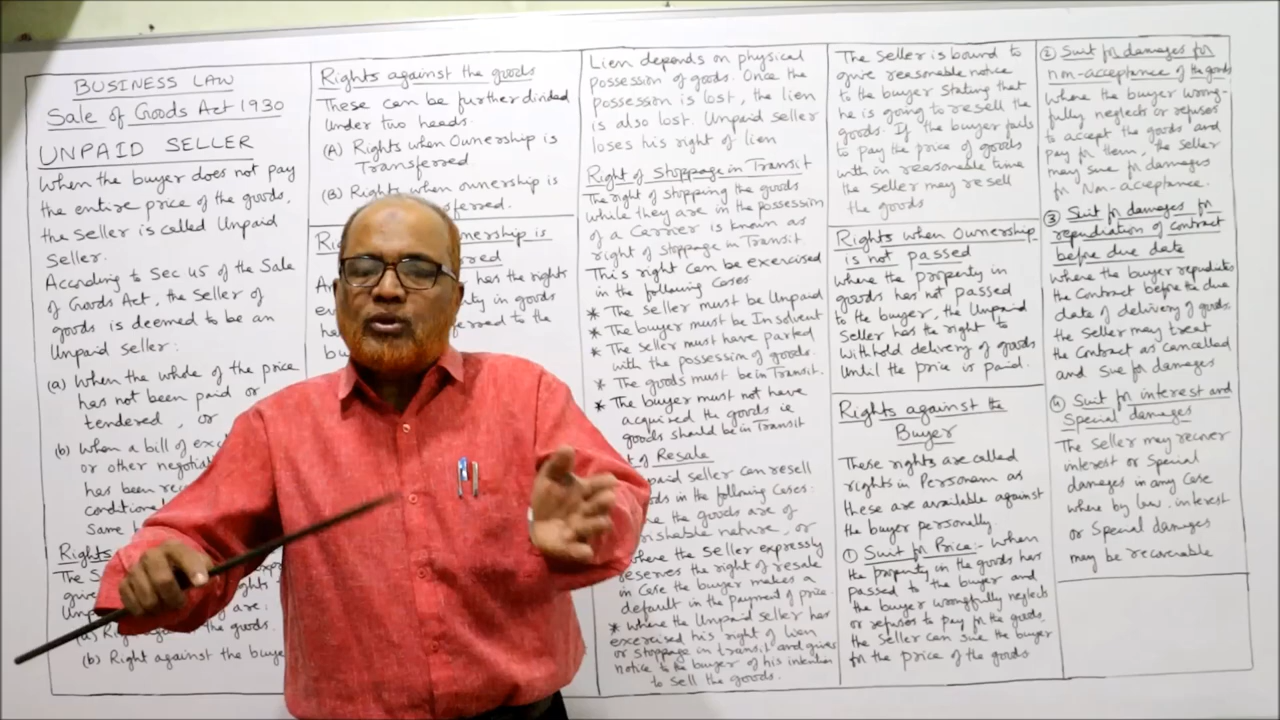 BUSINESS LAW
Sale of Goods Act 1930
UNPAID SELLER
When the buyer does not pay
the entire price of the goods,
the seller is called Unpaid
Seller.
According to Sec 45 of the Sale
of Goods Act, the Seller of
goods is deemed to be an
Unpaid seller:
(a) When the whole of the price
has not been paid or
tendered, or
(b) When a bill of
or other
has been
Same
Rights
The
(a) the goods.
(b) Right against the buye
Rights against the goods
These can be further divided
under two heads.
(A) Rights when Ownership is
Transferred
(B) Rights when ownership is
ownership is
has the rights
in goods
to the
Lien depends on physical
possession of goods. Once the
possession is lost, the lien
is also lost. Unpaid seller
loses his right of lien
Right of Stoppage in Transit
The right of stopping the goods
while they are in the possession
of a Carrier is known as
right of stoppage in Transit.
This right can be exercised
in the following cases
* The seller must be Unpaid
* The buyer must be Insolvent
* The seller must have parted
with the possession of goods.
* The goods must be in Transit.
* The buyer must not have
acquired the goods ie
goods should be in Transit
of Resale
seller can resell
in the following cases:
the goods are of
nature, or
where the Seller expressly
reserves the right of resale
in Case the buyer makes a
default in the payment of price.
* where the Unpaid seller has
exercised his right of lien
or stoppage in transit and gives
notice to the buyer of his intention
to sell the goods.
The seller is bound to
give reasonable notice
to the buyer stating that
he is going to resell the
goods. If the buyer fails
to pay the price of goods
with in reasonable time
the seller may resell
the goods
Rights when Ownership
is not passed
where the property in
goods has not passed
to the buyer, the Unpaid
Seller has the right to
withhold delivery of goods
Until the price is paid.
Rights against the
Buyer
These rights are called
rights in Personam as
these are available against
the buyer personally.
① Suit for Price:- When
the property in the goods has
passed to the buyer and
the buyer wrongfully neglects
or refuses to pay for the goods.
the Seller can sue the buyer
for the price of the goods
② Suit for damages for
non-acceptance of the goods
where the buyer wrong-
fully neglects or refuses
to accept the goods and
pay for them, the seller
may sue for damages
for Non-acceptance.
③ Suit for damages for
repudiation of contract
before due date
where the buyer repudiates
the Contract before the due
date of delivery of goods
the seller may treat
the contract as cancelled
and sue for damages
④ Suit for interest and
Special damages
The seller may recover
interest or Special
damages in any case
where by law. interest
or Special damages
may be recoverable